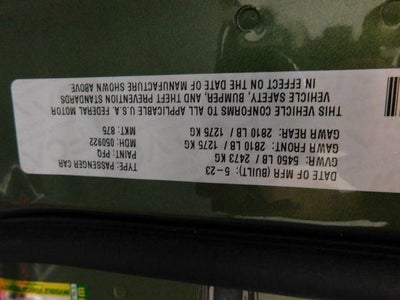 DATE OF MFR (BUILT): 5-23
GVWR: 5450 LB / 2473 KG
GAWR FRONT: 2810 LB / 1275 KG
GAWR REAR: 2810 LB / 1275 KG
THIS VEHICLE CONFORMS TO ALL APPLICABLE U.S.A. FEDERAL MOTOR
VEHICLE SAFETY, BUMPER, AND THEFT PREVENTION STANDARDS
IN EFFECT ON THE DATE OF MANUFACTURE SHOWN ABOVE.
TYPE: PASSENGER CAR
PAINT: PFQ
MDH: 050922
MKT: 875